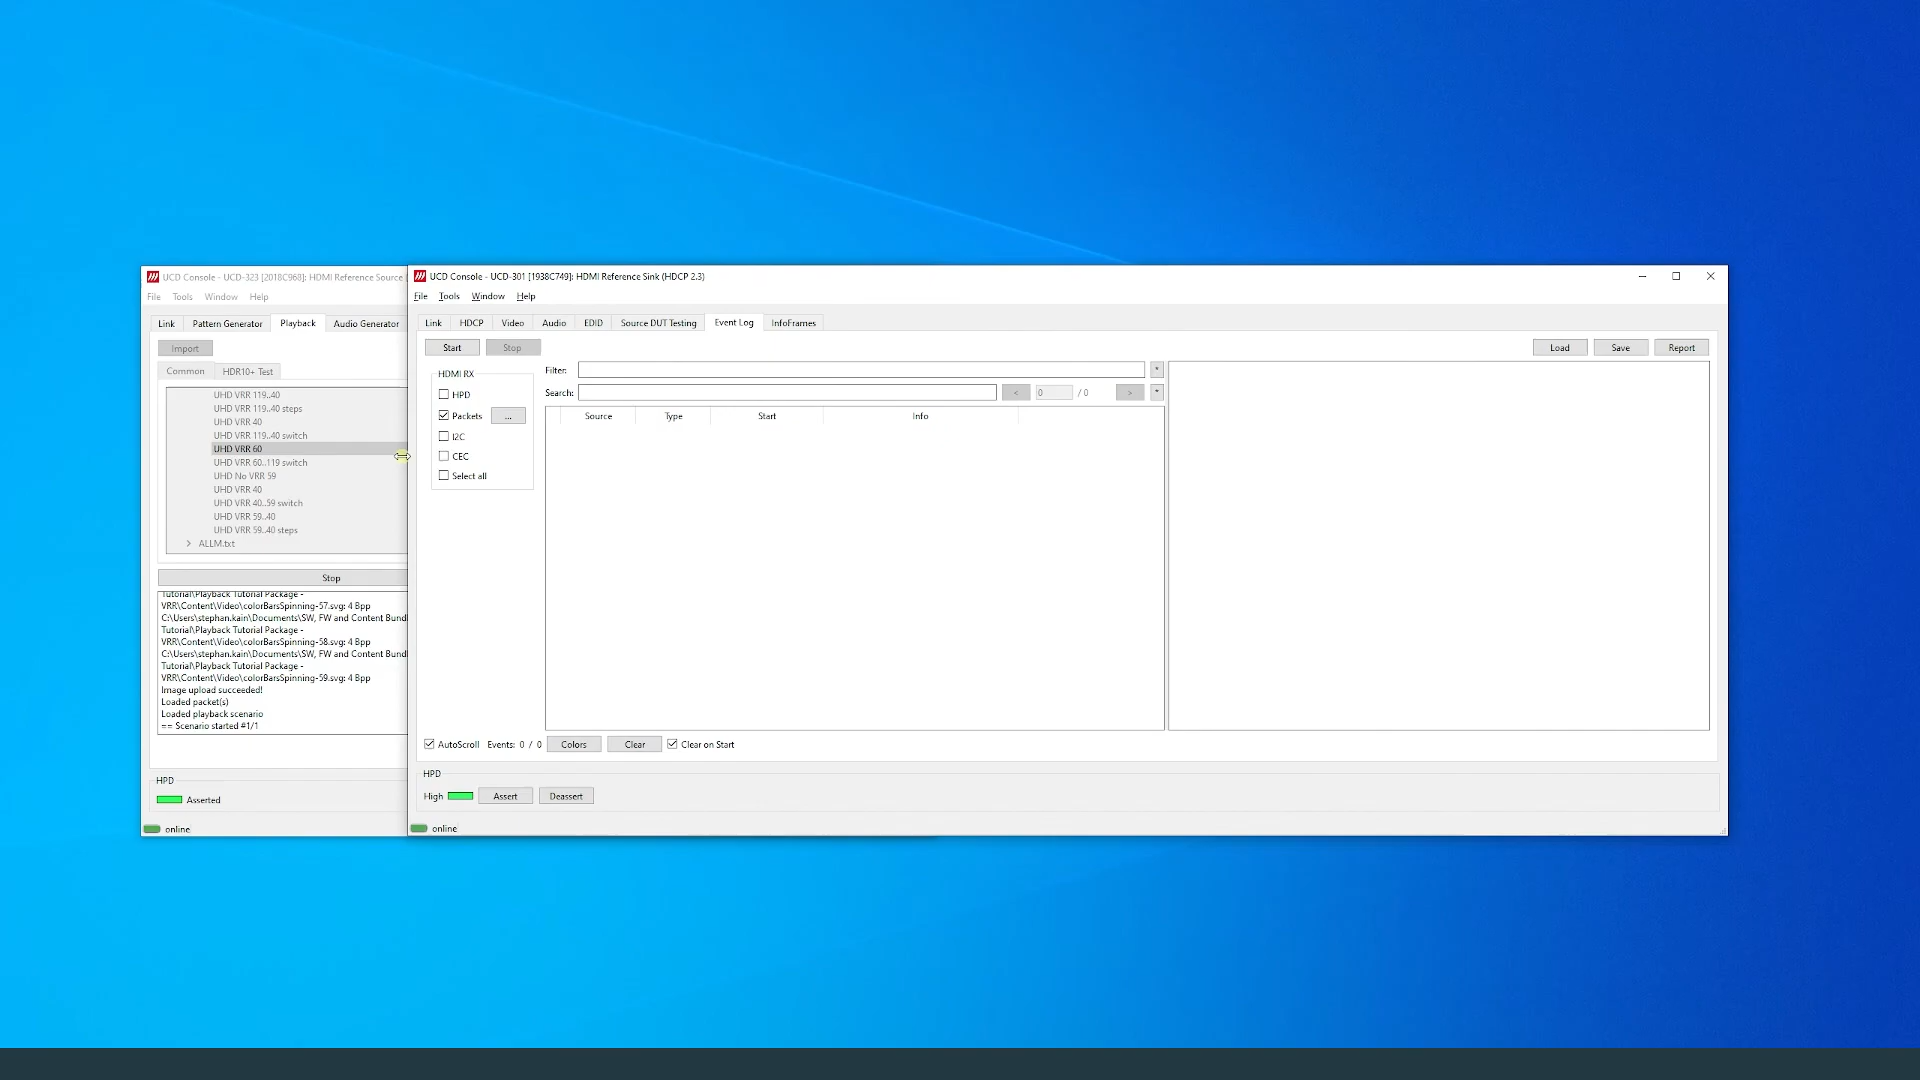 UCD Console - UCD-323 [2018C968]: HDMI Reference Source
File Tools Window Help
Link Pattern Generator Playback Audio Generator
Import
Common HDR10+ Test
UHD VRR 119..40
UHD VRR 119..40 steps
UHD VRR 40
UHD VRR 119..40 switch
UHD VRR 60
UHD VRR 60..119 switch
UHD No VRR 59
UHD VRR 40
UHD VRR 40..59 switch
UHD VRR 59..40
UHD VRR 59..40 steps
ALLM.txt
Stop
Tutorial\Playback Tutorial Package -
VRR\Content\Video\colorBarsSpinning-57.svg: 4 Bpp
C:\Users\stephan.kain\Documents\SW, FW and Content Bundl
Tutorial\Playback Tutorial Package -
VRR\Content\Video\colorBarsSpinning-58.svg: 4 Bpp
C:\Users\stephan.kain\Documents\SW, FW and Content Bundl
Tutorial\Playback Tutorial Package -
VRR\Content\Video\colorBarsSpinning-59.svg: 4 Bpp
Image upload succeeded!
Loaded packet(s)
Loaded playback scenario
== Scenario started #1/1
HPD
Asserted
online
UCD Console - UCD-301 [1938C749]: HDMI Reference Sink (HDCP 2.3)
File Tools Window Help
Link HDCP Video Audio EDID Source DUT Testing Event Log InfoFrames
Start Stop Load Save Report
HDMI RX
HPD
Packets ...
I2C
CEC
Select all
Filter: *
Search: < 0 / 0 > *
Source Type Start Info
AutoScroll Events: 0 / 0 Colors Clear Clear on Start
HPD
High Assert Deassert
online